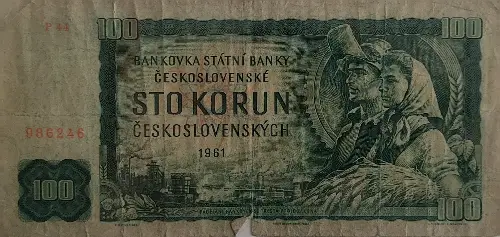 100
100
BANKOVKA STÁTNÍ BANKY
ČESKOSLOVENSKÉ
STO KORUN
ČESKOSLOVENSKÝCH
1961
100
100